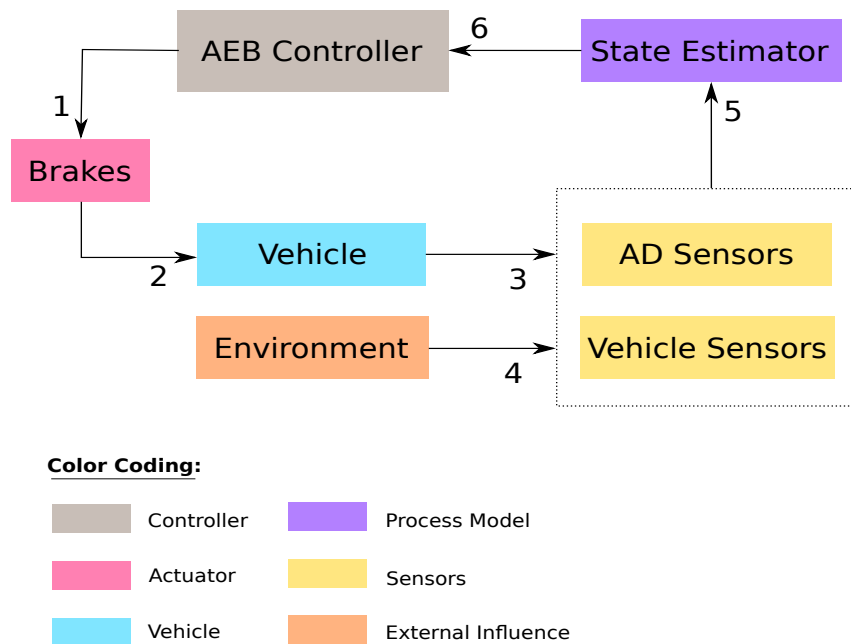 AEB Controller
6
State Estimator
1
5
Brakes
Vehicle
AD Sensors
2
3
Environment
Vehicle Sensors
4
Color Coding:
Controller
Process Model
Actuator
Sensors
Vehicle
External Influence